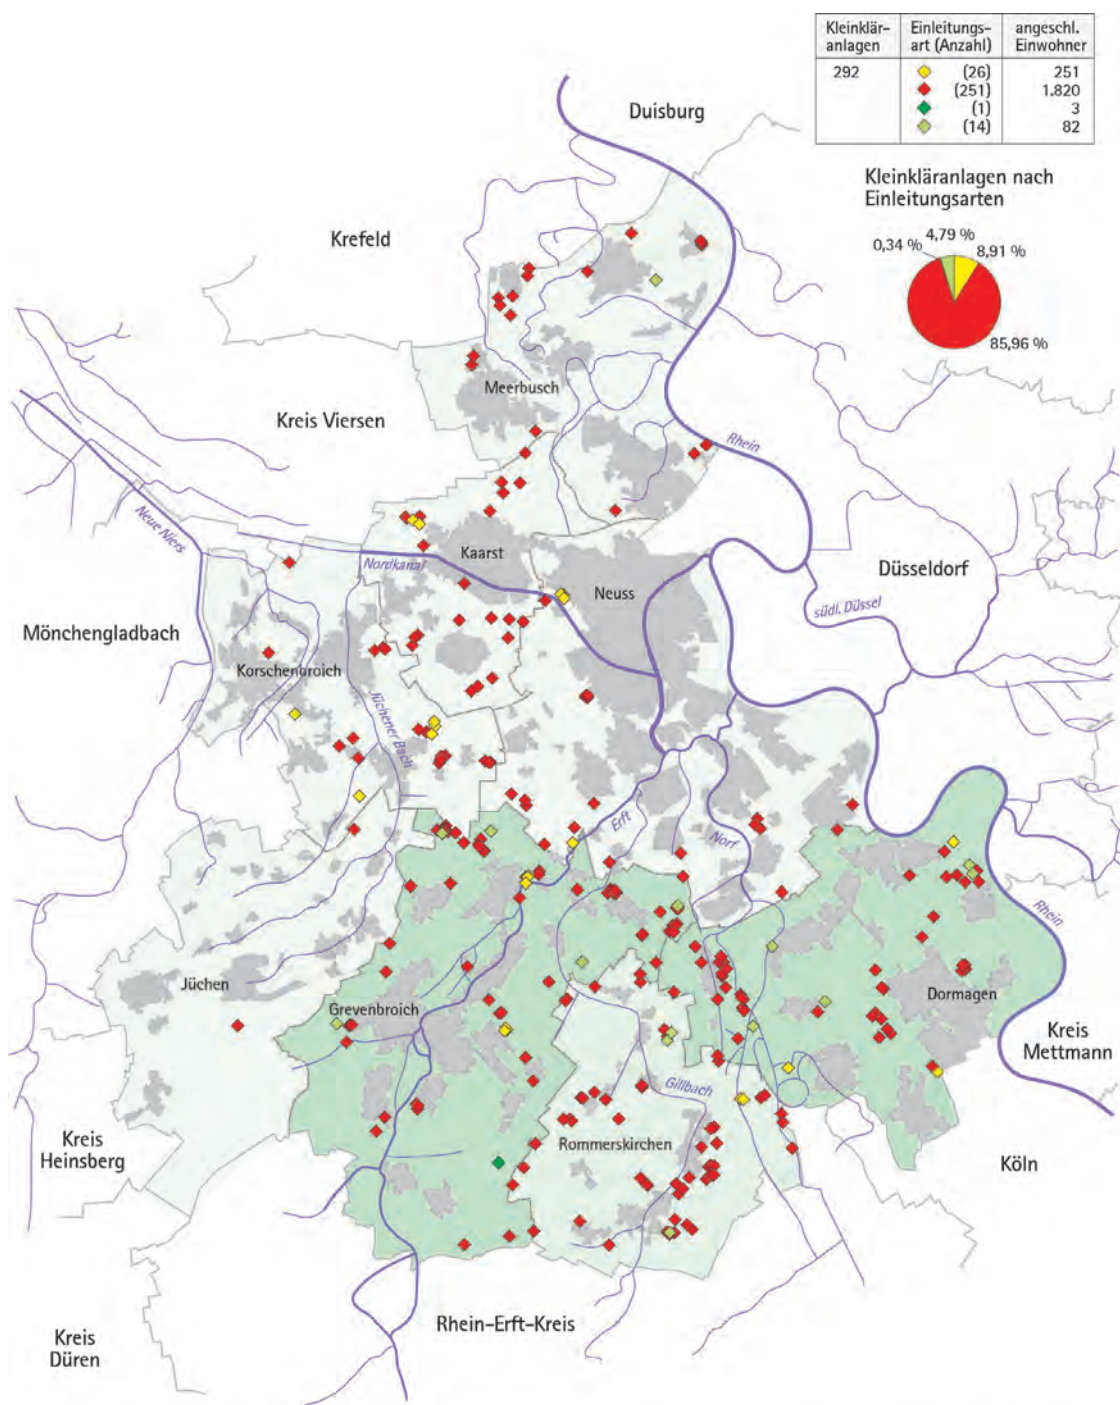 Kleinklär-
anlagen
Einleitungs-
art (Anzahl)
angeschl.
Einwohner
292
(26)
251
(251)
1.820
(1)
3
(14)
82
Kleinkläranlagen nach
Einleitungsarten
4,79 %
0,34 %
8,91 %
85,96 %
Duisburg
Krefeld
Meerbusch
Kreis Viersen
Rhein
Neue Niers
Kaarst
Nordkanal
Neuss
Düsseldorf
südl. Düssel
Mönchengladbach
Korschenbroich
Jüchener Bach
Erft
Norf
Rhein
Jüchen
Grevenbroich
Dormagen
Kreis
Mettmann
Gillbach
Rommerskirchen
Kreis
Heinsberg
Köln
Rhein-Erft-Kreis
Kreis
Düren